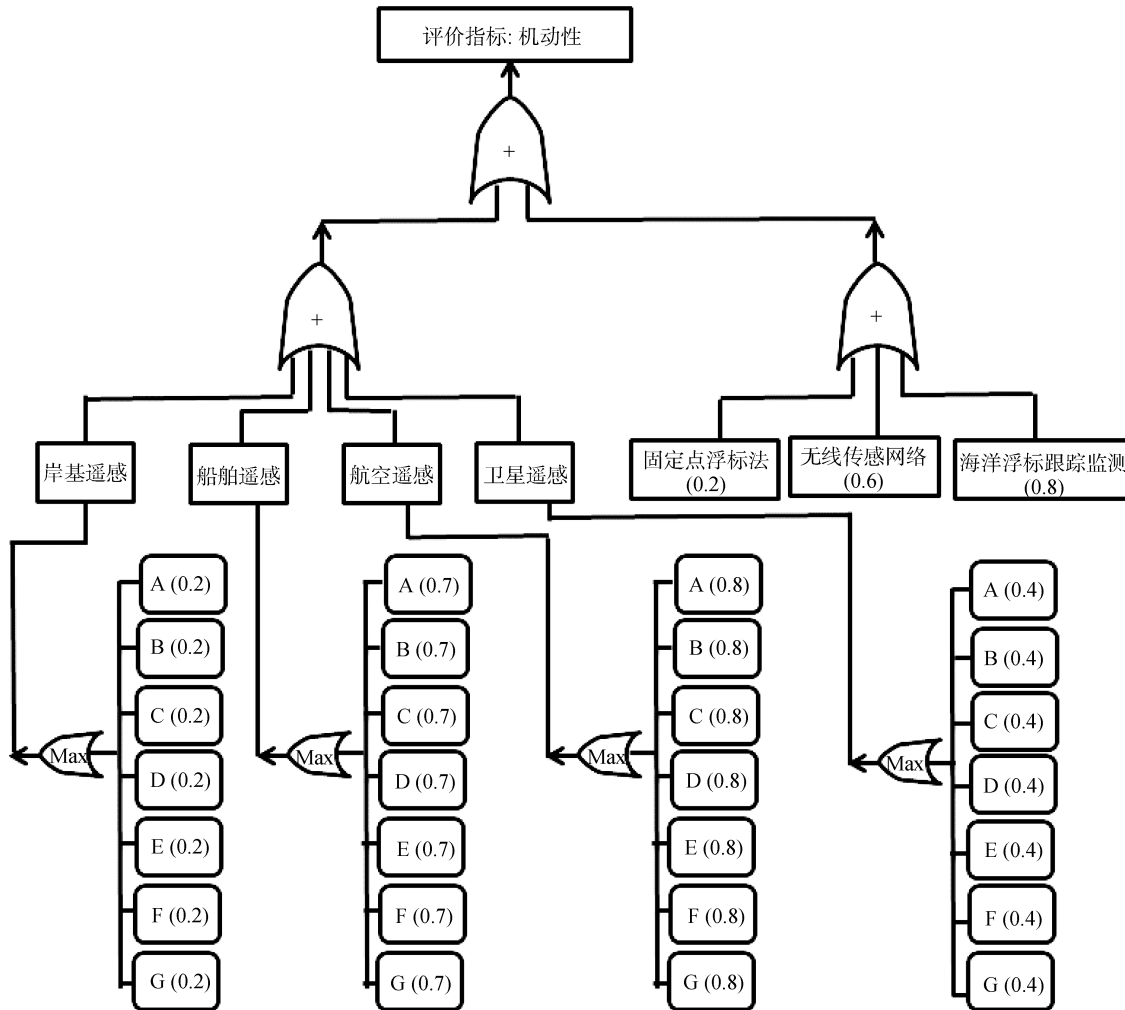 评价指标: 机动性
+
+
+
岸基遥感
船舶遥感
航空遥感
卫星遥感
固定点浮标法
(0.2)
无线传感网络
(0.6)
海洋浮标跟踪监测
(0.8)
Max
A (0.2)
B (0.2)
C (0.2)
D (0.2)
E (0.2)
F (0.2)
G (0.2)
Max
A (0.7)
B (0.7)
C (0.7)
D (0.7)
E (0.7)
F (0.7)
G (0.7)
Max
A (0.8)
B (0.8)
C (0.8)
D (0.8)
E (0.8)
F (0.8)
G (0.8)
Max
A (0.4)
B (0.4)
C (0.4)
D (0.4)
E (0.4)
F (0.4)
G (0.4)